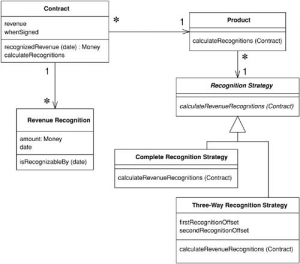 Contract
revenue
whenSigned
recognizedRevenue (date) : Money
calculateRecognitions
*
1
Product
calculateRecognitions (Contract)
1
*
*
1
Revenue Recognition
amount: Money
date
isRecognizableBy (date)
Recognition Strategy
calculateRevenueRecognitions (Contract)
Complete Recognition Strategy
calculateRevenueRecognitions (Contract)
Three-Way Recognition Strategy
firstRecognitionOffset
secondRecognitionOffset
calculateRevenueRecognitions (Contract)